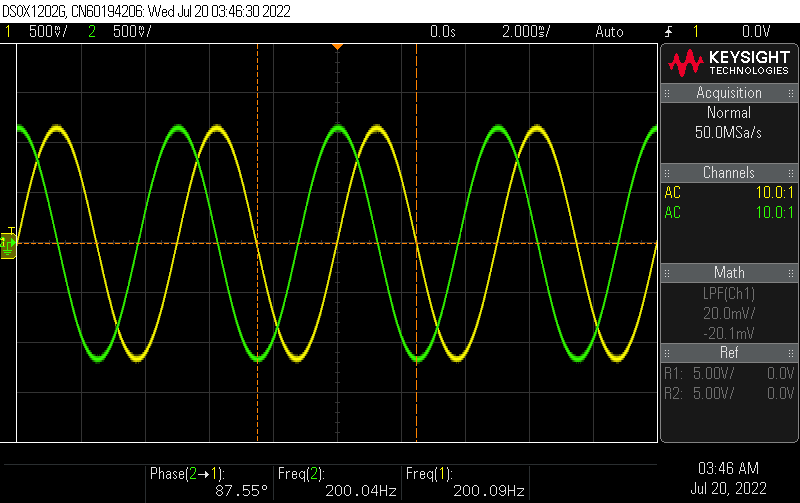 DSOX1202G, CN60194206: Wed Jul 20 03:46:30 2022
1 500㎷/ 2 500㎷/ 0.0s 2.000㎳/ Auto 1 0.0V
KEYSIGHT
TECHNOLOGIES
Acquisition
Normal
50.0MSa/s
Channels
AC 10.0:1
AC 10.0:1
Math
LPF(Ch1)
20.0mV/
-20.1mV
Ref
R1: 5.00V/ 0.0V
R2: 5.00V/ 0.0V
T
Phase(2→1): Freq(2): Freq(1):
87.55° 200.04Hz 200.09Hz
03:46 AM
Jul 20, 2022